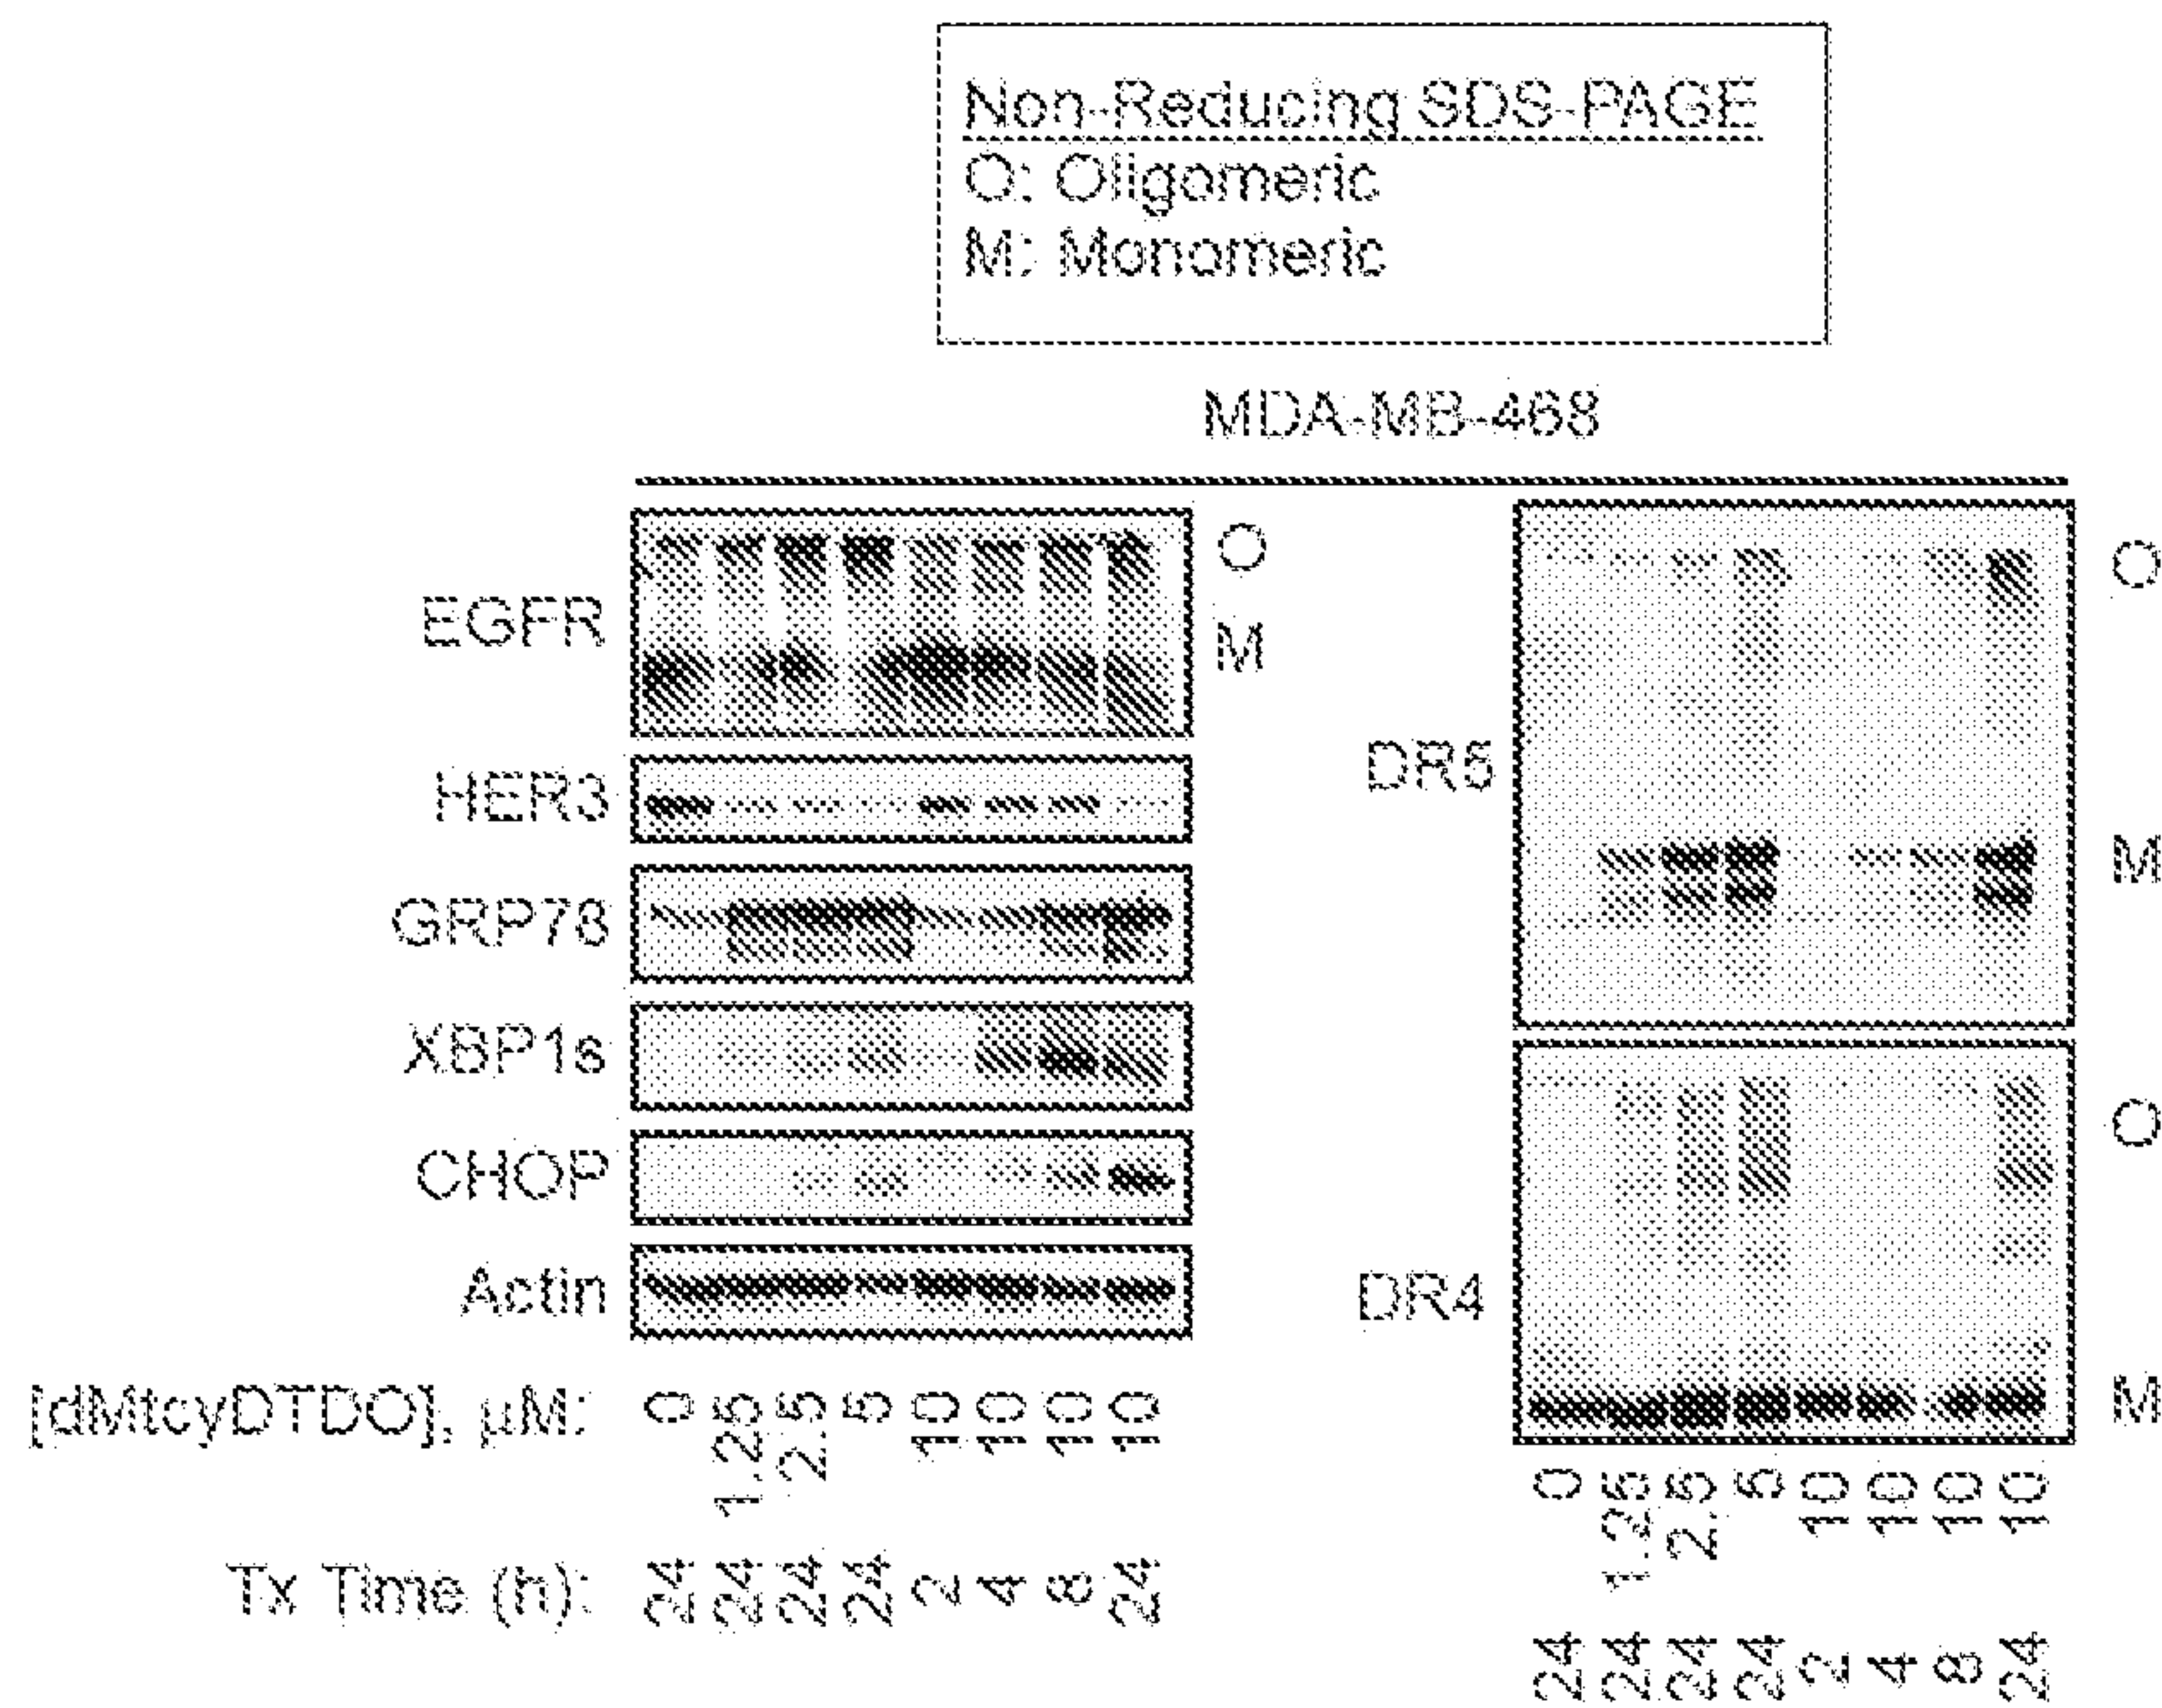 Non-Reducing SDS-PAGE
O: Oligomeric
M: Monomeric
MDA-MB-468
EGFR
O
M
HER3
GRP78
XBP1s
CHOP
Actin
[dMtcyDTDO], µM: 0 1.25 2.5 5 10 10 10 10
Tx Time (h): 24 24 24 24 2 4 8 24
DR5
O
M
DR4
O
M
0 1.25 2.5 5 10 10 10 10
24 24 24 24 2 4 8 24